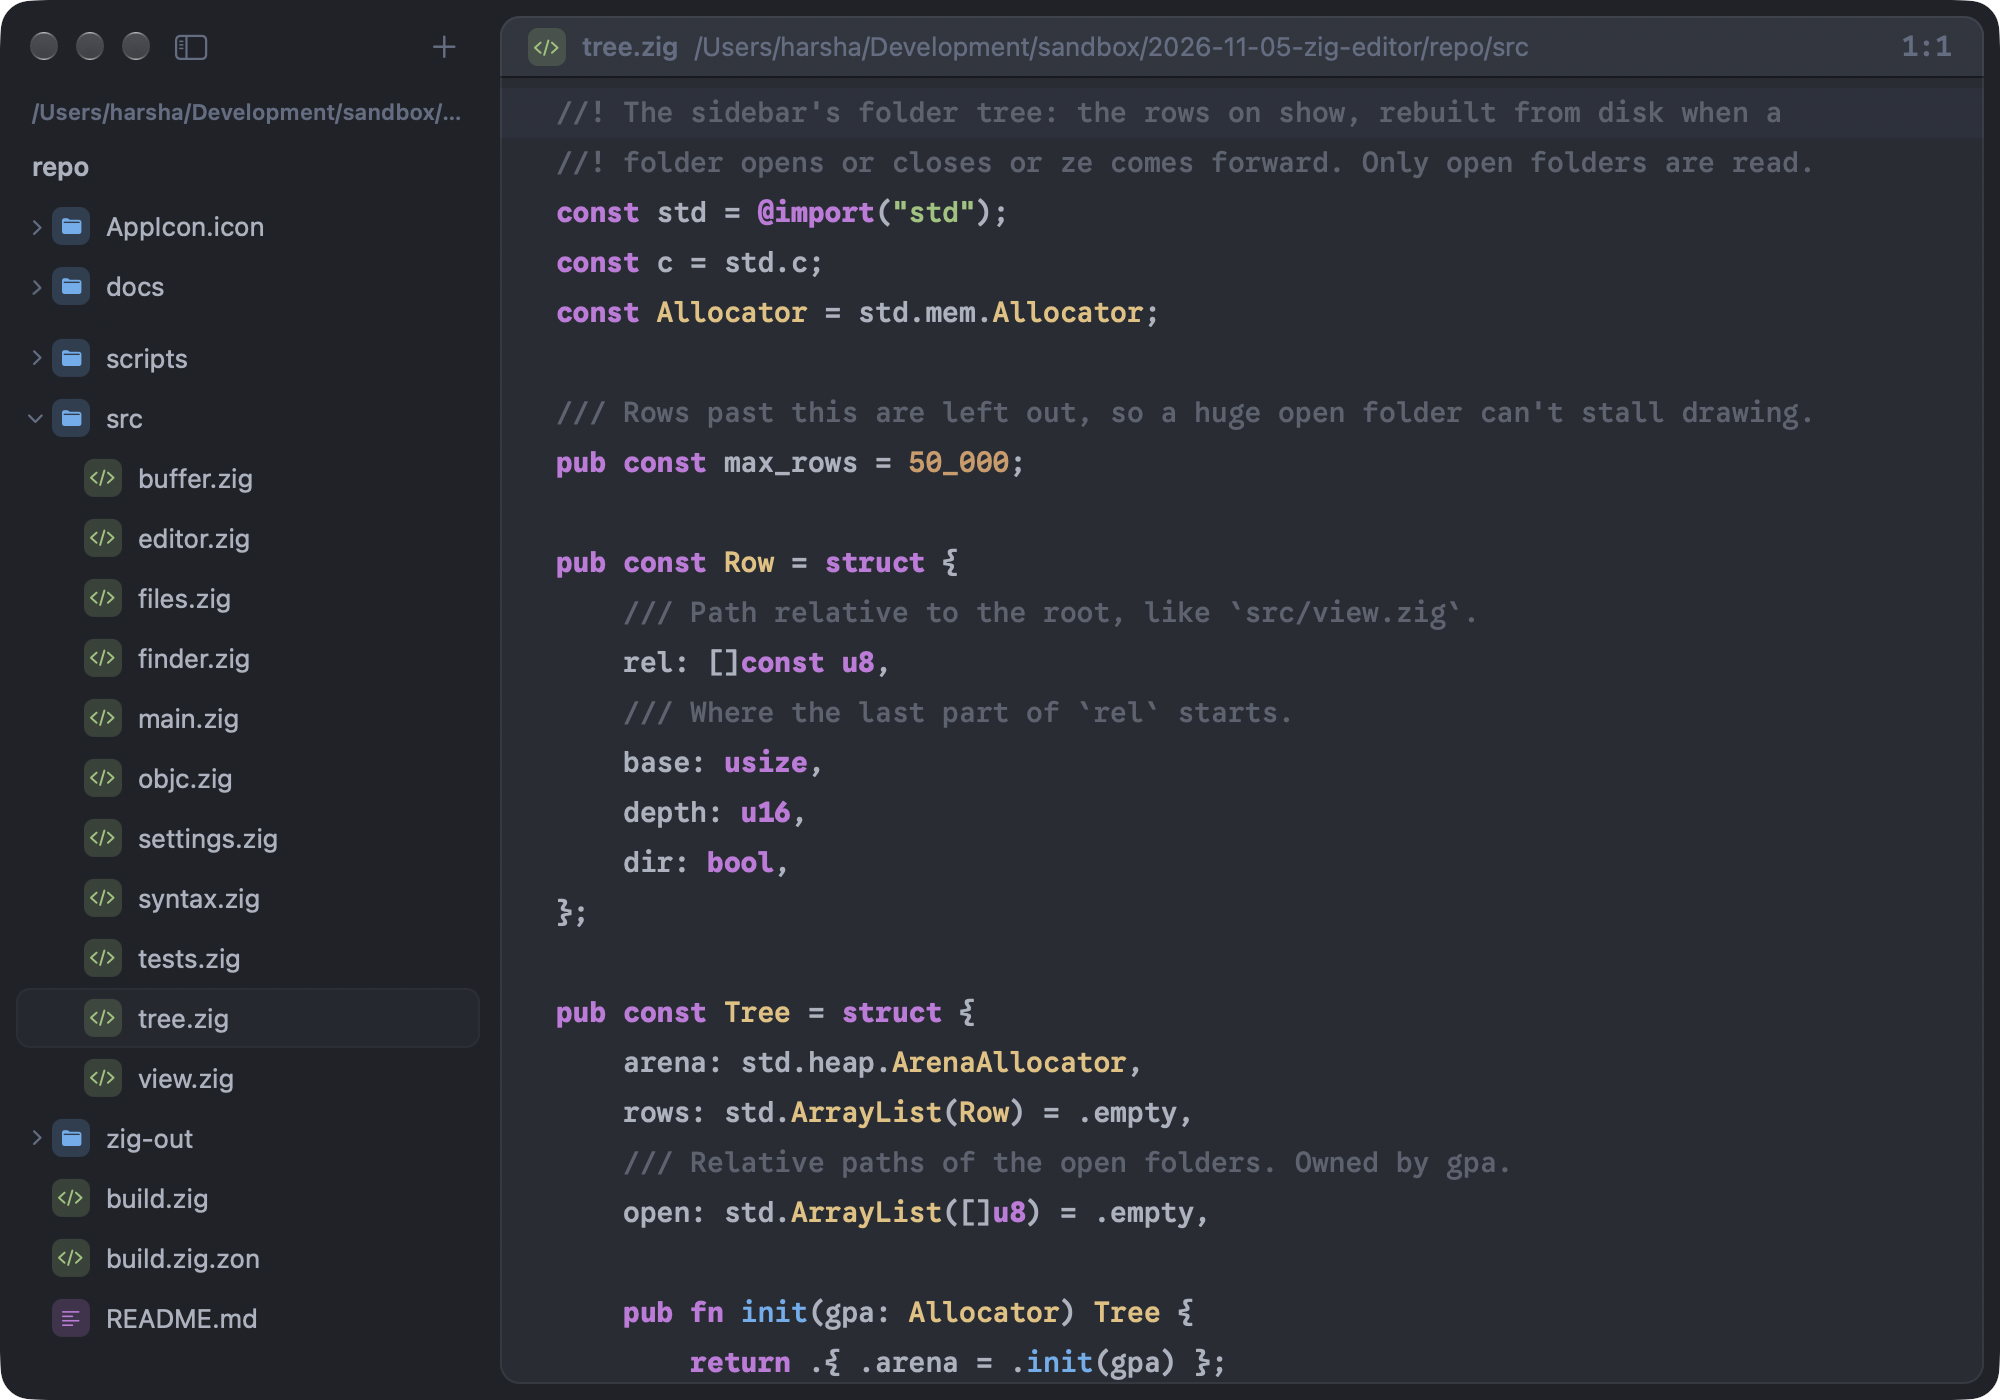 /Users/harsha/Development/sandbox/...
repo
AppIcon.icon
docs
scripts
src
buffer.zig
editor.zig
files.zig
finder.zig
main.zig
objc.zig
settings.zig
syntax.zig
tests.zig
tree.zig
view.zig
zig-out
build.zig
build.zig.zon
README.md
tree.zig /Users/harsha/Development/sandbox/2026-11-05-zig-editor/repo/src 1:1
//! The sidebar's folder tree: the rows on show, rebuilt from disk when a
//! folder opens or closes or ze comes forward. Only open folders are read.
const std = @import("std");
const c = std.c;
const Allocator = std.mem.Allocator;

/// Rows past this are left out, so a huge open folder can't stall drawing.
pub const max_rows = 50_000;

pub const Row = struct {
    /// Path relative to the root, like `src/view.zig`.
    rel: []const u8,
    /// Where the last part of `rel` starts.
    base: usize,
    depth: u16,
    dir: bool,
};

pub const Tree = struct {
    arena: std.heap.ArenaAllocator,
    rows: std.ArrayList(Row) = .empty,
    /// Relative paths of the open folders. Owned by gpa.
    open: std.ArrayList([]u8) = .empty,

    pub fn init(gpa: Allocator) Tree {
        return .{ .arena = .init(gpa) };